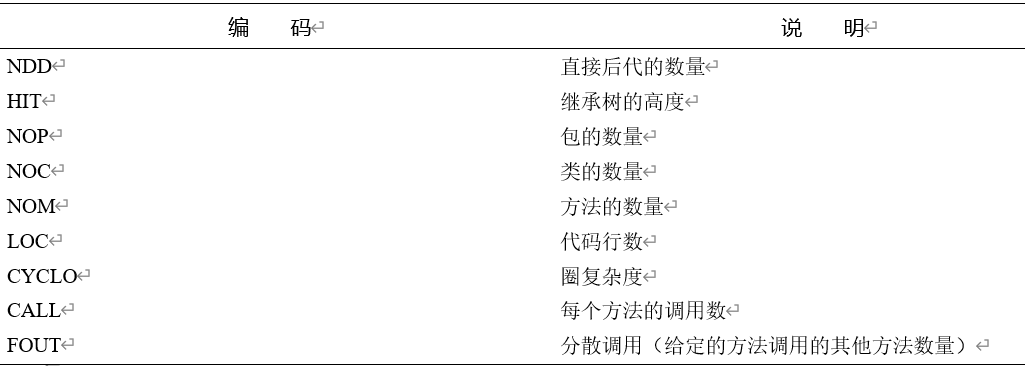 编 码 说 明
NDD 直接后代的数量
HIT 继承树的高度
NOP 包的数量
NOC 类的数量
NOM 方法的数量
LOC 代码行数
CYCLO 圈复杂度
CALL 每个方法的调用数
FOUT 分散调用（给定的方法调用的其他方法数量）